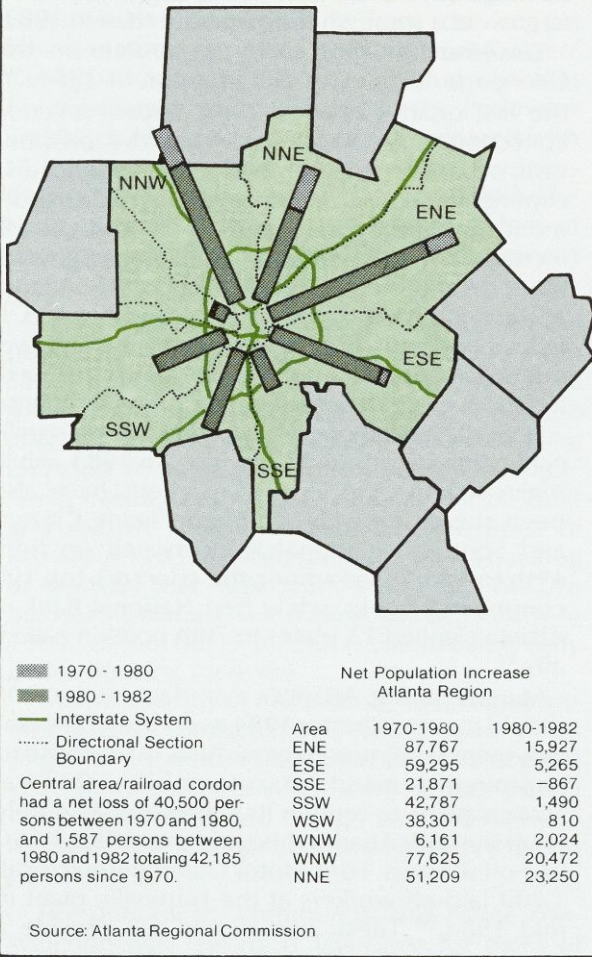 NNE
NNW
ENE
ESE
SSW
SSE
1970 - 1980
1980 - 1982
Interstate System
Directional Section
Boundary
Central area/railroad cordon
had a net loss of 40,500 per-
sons between 1970 and 1980,
and 1,587 persons between
1980 and 1982 totaling 42,185
persons since 1970.
Net Population Increase
Atlanta Region
Area 1970-1980 1980-1982
ENE 87,767 15,927
ESE 59,295 5,265
SSE 21,871 −867
SSW 42,787 1,490
WSW 38,301 810
WNW 6,161 2,024
WNW 77,625 20,472
NNE 51,209 23,250
Source: Atlanta Regional Commission